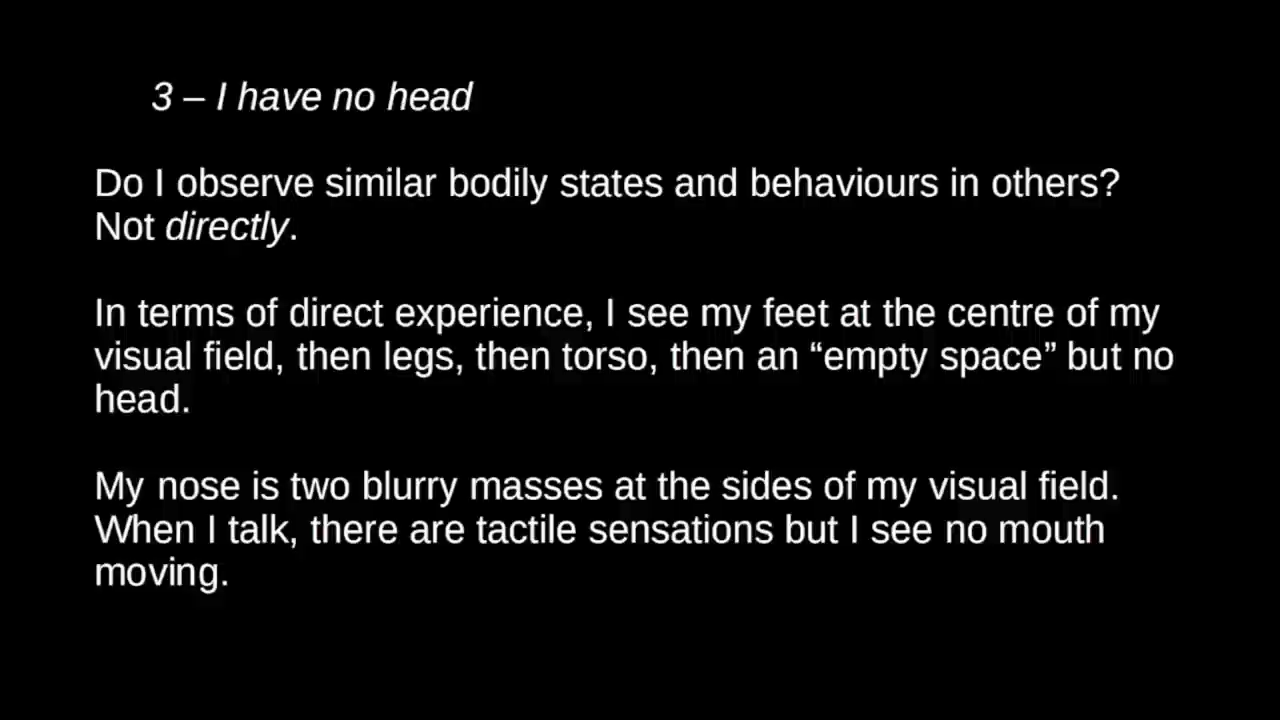 3 – I have no head
Do I observe similar bodily states and behaviours in others?
Not directly.
In terms of direct experience, I see my feet at the centre of my
visual field, then legs, then torso, then an “empty space” but no
head.
My nose is two blurry masses at the sides of my visual field.
When I talk, there are tactile sensations but I see no mouth
moving.